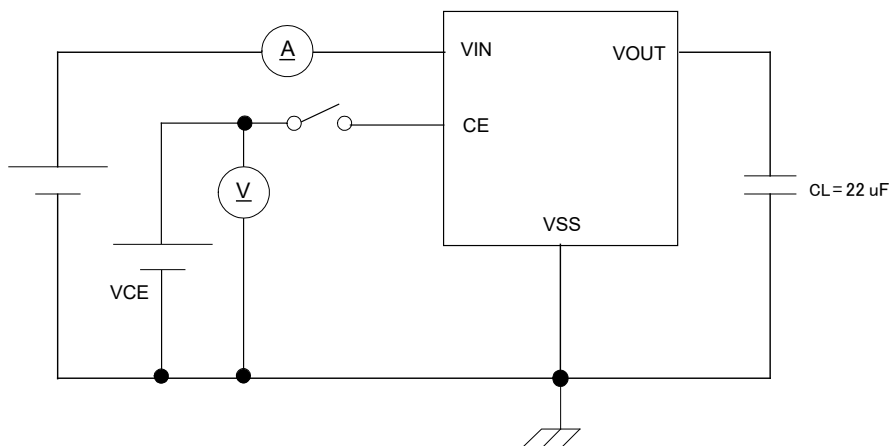 A
VIN
VOUT
CE
V
CL = 22 uF
VSS
VCE